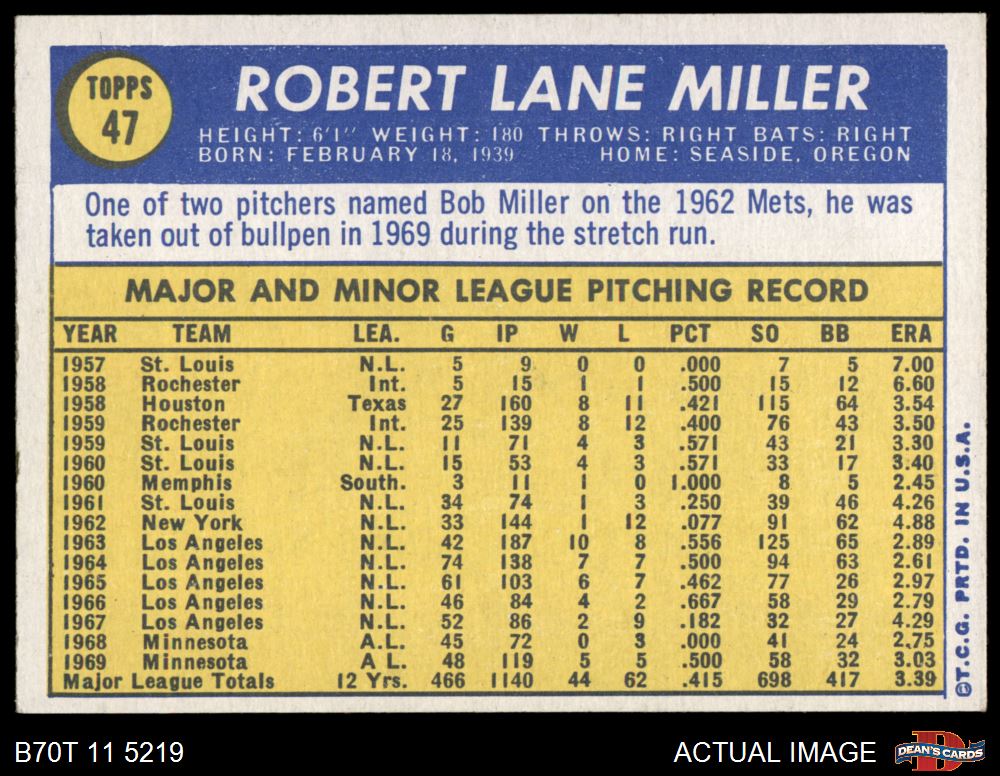 TOPPS
47
ROBERT LANE MILLER
HEIGHT: 6'1" WEIGHT: 180 THROWS: RIGHT BATS: RIGHT
BORN: FEBRUARY 18, 1939 HOME: SEASIDE, OREGON
One of two pitchers named Bob Miller on the 1962 Mets, he was
taken out of bullpen in 1969 during the stretch run.
MAJOR AND MINOR LEAGUE PITCHING RECORD
YEAR TEAM LEA. G IP W L PCT SO BB ERA
1957 St. Louis N.L. 5 9 0 0 .000 7 5 7.00
1958 Rochester Int. 5 15 1 1 .500 15 12 6.60
1958 Houston Texas 27 160 8 11 .421 115 64 3.54
1959 Rochester Int. 25 139 8 12 .400 76 43 3.50
1959 St. Louis N.L. 11 71 4 3 .571 43 21 3.30
1960 St. Louis N.L. 15 53 4 3 .571 33 17 3.40
1960 Memphis South. 3 11 1 0 1.000 8 5 2.45
1961 St. Louis N.L. 34 74 1 3 .250 39 46 4.26
1962 New York N.L. 33 144 1 12 .077 91 62 4.88
1963 Los Angeles N.L. 42 187 10 8 .556 125 65 2.89
1964 Los Angeles N.L. 74 138 7 7 .500 94 63 2.61
1965 Los Angeles N.L. 61 103 6 7 .462 77 26 2.97
1966 Los Angeles N.L. 46 84 4 2 .667 58 29 2.79
1967 Los Angeles N.L. 52 86 2 9 .182 32 27 4.29
1968 Minnesota A.L. 45 72 0 3 .000 41 24 2.75
1969 Minnesota A L. 48 119 5 5 .500 58 32 3.03
Major League Totals 12 Yrs. 466 1140 44 62 .415 698 417 3.39
©T.C.G. PRTD. IN U.S.A.
B70T 11 5219
ACTUAL IMAGE
DEAN'S CARDS